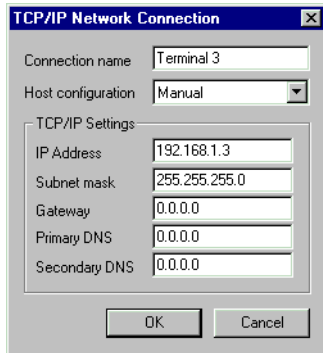 TCP/IP Network Connection
Connection name Terminal 3
Host configuration Manual
TCP/IP Settings
IP Address 192.168.1.3
Subnet mask 255.255.255.0
Gateway 0.0.0.0
Primary DNS 0.0.0.0
Secondary DNS 0.0.0.0
OK Cancel